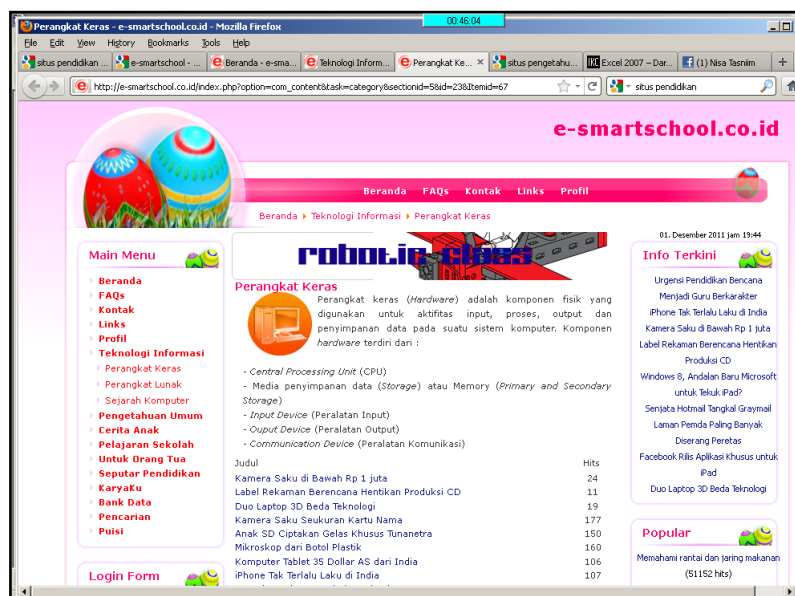 Perangkat Keras - e-smartschool.co.id - Mozilla Firefox
00:46:04
File Edit View History Bookmarks Tools Help
situs pendidikan ...
e-smartschool - ...
Beranda - e-sma...
Teknologi Inform...
Perangkat Ke...
situs pengetahu...
Excel 2007 – Dar...
(1) Nisa Tasniim
http://e-smartschool.co.id/index.php?option=com_content&task=category&sectionid=5&id=23&Itemid=67
situs pendidikan
e-smartschool.co.id
Beranda FAQs Kontak Links Profil
Beranda Teknologi Informasi Perangkat Keras
01. Desember 2011 jam 19:44
Main Menu
Beranda
FAQs
Kontak
Links
Profil
Teknologi Informasi
Perangkat Keras
Perangkat Lunak
Sejarah Komputer
Pengetahuan Umum
Cerita Anak
Pelajaran Sekolah
Untuk Orang Tua
Seputar Pendidikan
KaryaKu
Bank Data
Pencarian
Puisi
Login Form
robotic class
Perangkat Keras
Perangkat keras (Hardware) adalah komponen fisik yang
digunakan untuk aktifitas input, proses, output dan
penyimpanan data pada suatu sistem komputer. Komponen
hardware terdiri dari :
- Central Processing Unit (CPU)
- Media penyimpanan data (Storage) atau Memory (Primary and Secondary
Storage)
- Input Device (Peralatan Input)
- Ouput Device (Peralatan Output)
- Communication Device (Peralatan Komunikasi)
Judul Hits
Kamera Saku di Bawah Rp 1 juta 24
Label Rekaman Berencana Hentikan Produksi CD 11
Duo Laptop 3D Beda Teknologi 19
Kamera Saku Seukuran Kartu Nama 177
Anak SD Ciptakan Gelas Khusus Tunanetra 150
Mikroskop dari Botol Plastik 160
Komputer Tablet 35 Dollar AS dari India 106
iPhone Tak Terlalu Laku di India 107
Info Terkini
Urgensi Pendidikan Bencana
Menjadi Guru Berkarakter
iPhone Tak Terlalu Laku di India
Kamera Saku di Bawah Rp 1 juta
Label Rekaman Berencana Hentikan
Produksi CD
Windows 8, Andalan Baru Microsoft
untuk Tekuk iPad?
Senjata Hotmail Tangkal Graymail
Laman Pemda Paling Banyak
Diserang Peretas
Facebook Rilis Aplikasi Khusus untuk
iPad
Duo Laptop 3D Beda Teknologi
Popular
Memahami rantai dan jaring makanan
(51152 hits)